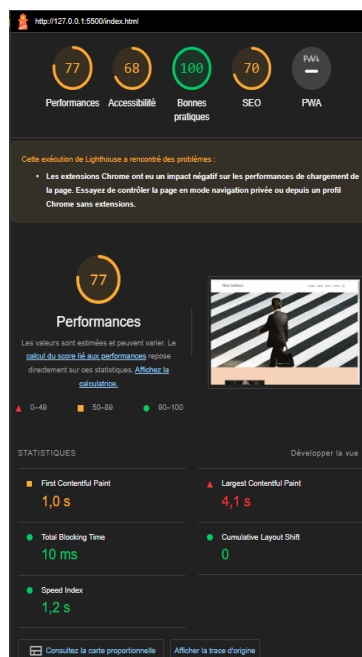 http://127.0.0.1:5500/index.html
77
68
100
70
PWA
Performances
Accessibilité
Bonnes
pratiques
SEO
PWA
Cette exécution de Lighthouse a rencontré des problèmes :
• Les extensions Chrome ont eu un impact négatif sur les performances de chargement de
la page. Essayez de contrôler la page en mode navigation privée ou depuis un profil
Chrome sans extensions.
77
Performances
Les valeurs sont estimées et peuvent varier. Le
calcul du score lié aux performances repose
directement sur ces statistiques. Affichez la
calculatrice.
0–49
50–89
90–100
STATISTIQUES
Développer la vue
First Contentful Paint
1,0 s
Largest Contentful Paint
4,1 s
Total Blocking Time
10 ms
Cumulative Layout Shift
0
Speed Index
1,2 s
Consultez la carte proportionnelle
Afficher la trace d'origine